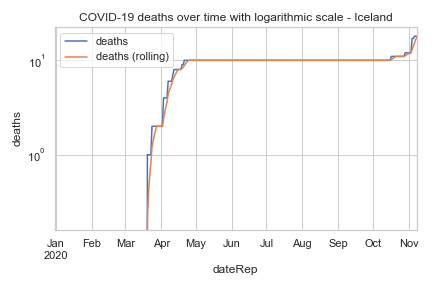 COVID-19 deaths over time with logarithmic scale - Iceland
deaths
deaths (rolling)
10¹
10⁰
deaths
Jan Feb Mar Apr May Jun Jul Aug Sep Oct Nov
2020
dateRep